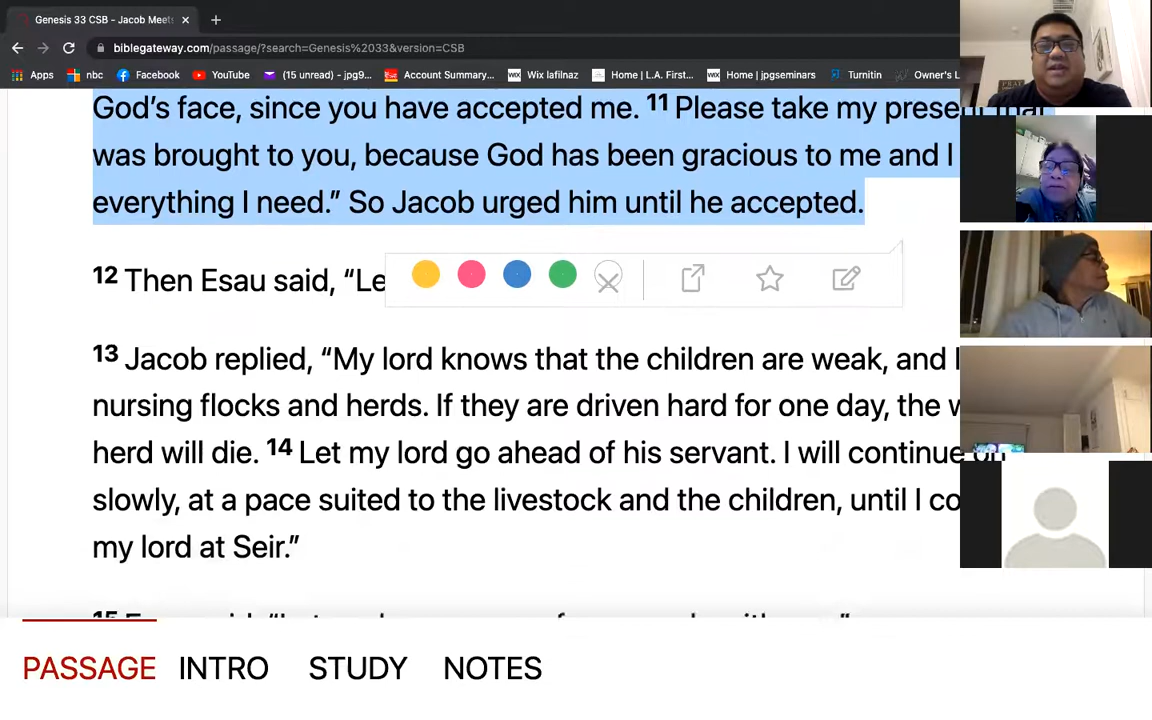 Genesis 33 CSB - Jacob Meets
biblegateway.com/passage/?search=Genesis%2033&version=CSB
Apps nbc Facebook YouTube (15 unread) - jpg9... Account Summary... Wix lafilnaz Home | L.A. First... Home | jpgseminars Turnitin Owner's L
God's face, since you have accepted me. 11 Please take my present that
was brought to you, because God has been gracious to me and I
everything I need." So Jacob urged him until he accepted.
12 Then Esau said, "Le
13 Jacob replied, "My lord knows that the children are weak, and I
nursing flocks and herds. If they are driven hard for one day, the w
herd will die. 14 Let my lord go ahead of his servant. I will continue on
slowly, at a pace suited to the livestock and the children, until I co
my lord at Seir."
15
PASSAGE INTRO STUDY NOTES